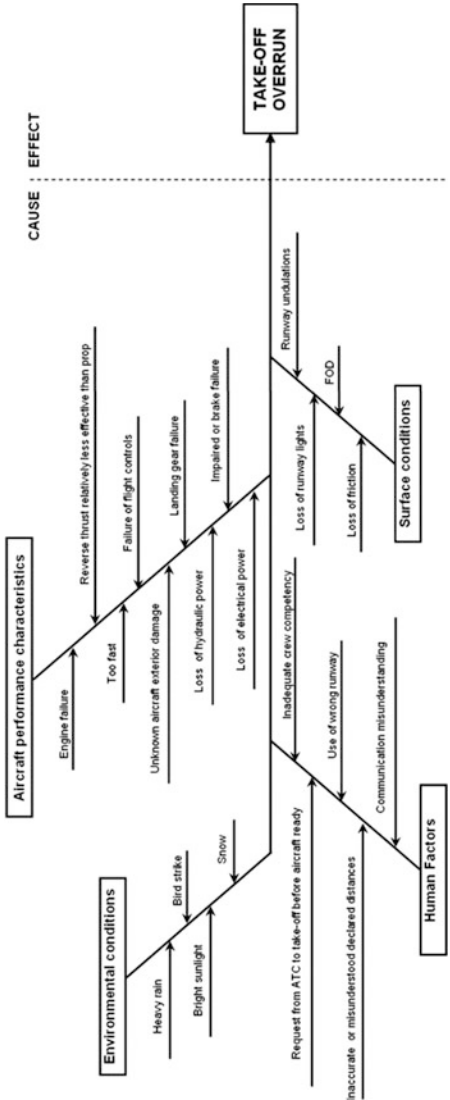 CAUSE
EFFECT
TAKE-OFF
OVERRUN
Aircraft performance characteristics
Engine failure
Reverse thrust relatively less effective than prop
Too fast
Failure of flight controls
Unknown aircraft exterior damage
Landing gear failure
Loss of hydraulic power
Impaired or brake failure
Loss of electrical power
Environmental conditions
Heavy rain
Bird strike
Bright sunlight
Snow
Inadequate crew competency
Request from ATC to take-off before aircraft ready
Use of wrong runway
Inaccurate or misunderstood declared distances
Communication misunderstanding
Human Factors
Runway undulations
Loss of runway lights
FOD
Loss of friction
Surface conditions